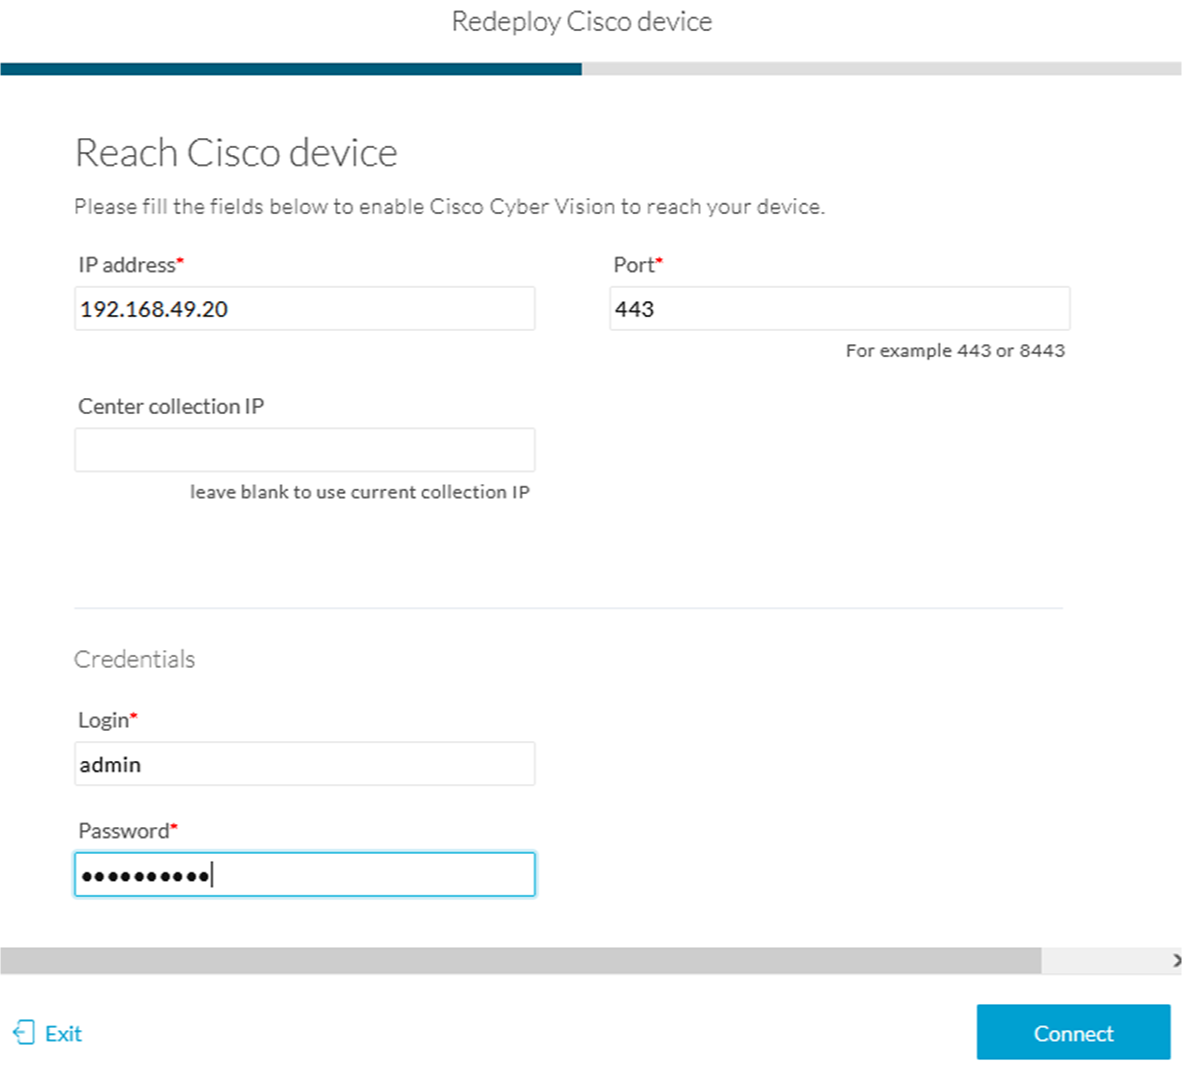 Redeploy Cisco device
Reach Cisco device
Please fill the fields below to enable Cisco Cyber Vision to reach your device.
IP address* Port*
192.168.49.20 443
For example 443 or 8443
Center collection IP
leave blank to use current collection IP
Credentials
Login*
admin
Password*
••••••••••
Exit Connect